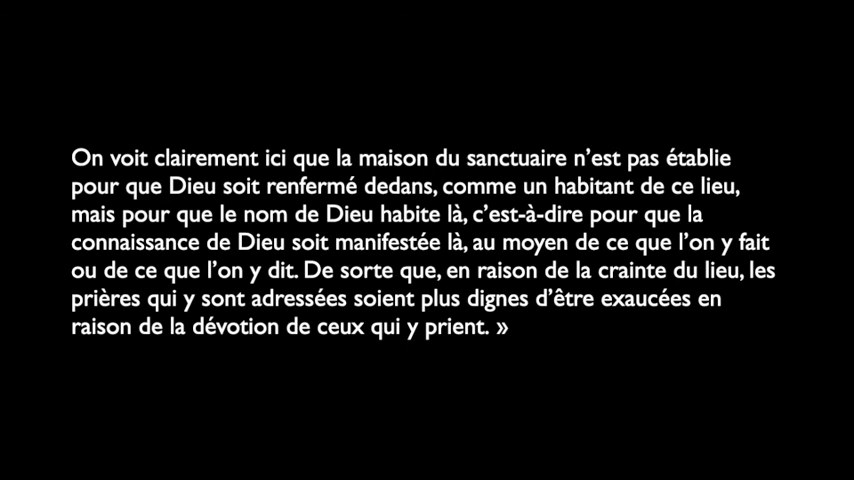 On voit clairement ici que la maison du sanctuaire n’est pas établie
pour que Dieu soit renfermé dedans, comme un habitant de ce lieu,
mais pour que le nom de Dieu habite là, c’est-à-dire pour que la
connaissance de Dieu soit manifestée là, au moyen de ce que l’on y fait
ou de ce que l’on y dit. De sorte que, en raison de la crainte du lieu, les
prières qui y sont adressées soient plus dignes d’être exaucées en
raison de la dévotion de ceux qui y prient. »